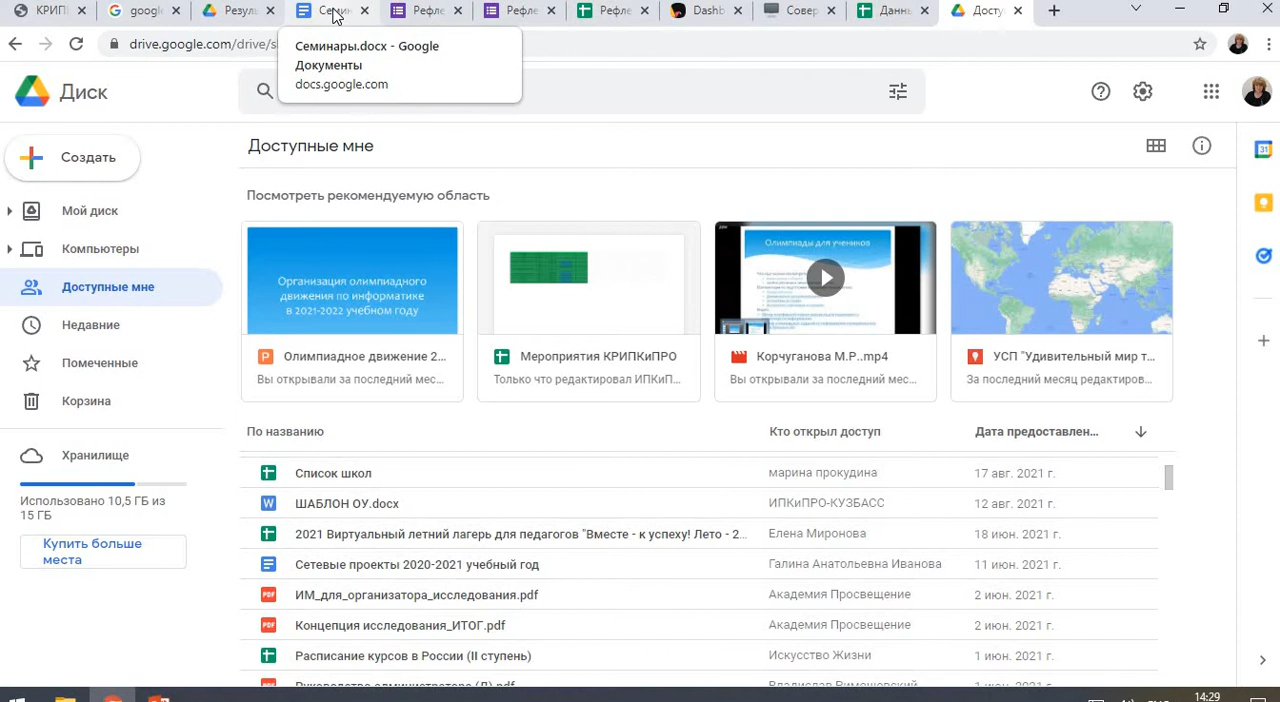 КРИПК
google
Резуль
Семин
Рефле
Рефле
Рефле
Dashb
Совер
Данны
Досту
drive.google.com/drive/s
Семинары.docx - Google
Документы
docs.google.com
Диск
Создать
Мой диск
Компьютеры
Доступные мне
Недавние
Помеченные
Корзина
Хранилище
Использовано 10,5 ГБ из
15 ГБ
Купить больше
места
Доступные мне
Посмотреть рекомендуемую область
Организация олимпиадного
движения по информатике
в 2021-2022 учебном году
Олимпиадное движение 2...
Вы открывали за последний мес...
Мероприятия КРИПКиПРО
Только что редактировал ИПКиП...
Олимпиады для учеников
Корчуганова М.Р..mp4
Вы открывали за последний мес...
УСП "Удивительный мир т...
За последний месяц редактиров...
По названию Кто открыл доступ Дата предоставлен...
Список школ марина прокудина 17 авг. 2021 г.
ШАБЛОН ОУ.docx ИПКиПРО-КУЗБАСС 12 авг. 2021 г.
2021 Виртуальный летний лагерь для педагогов "Вместе - к успеху! Лето - 2... Елена Миронова 18 июн. 2021 г.
Сетевые проекты 2020-2021 учебный год Галина Анатольевна Иванова 11 июн. 2021 г.
ИМ_для_организатора_исследования.pdf Академия Просвещение 2 июн. 2021 г.
Концепция исследования_ИТОГ.pdf Академия Просвещение 2 июн. 2021 г.
Расписание курсов в России (II ступень) Искусство Жизни 1 июн. 2021 г.
14:29